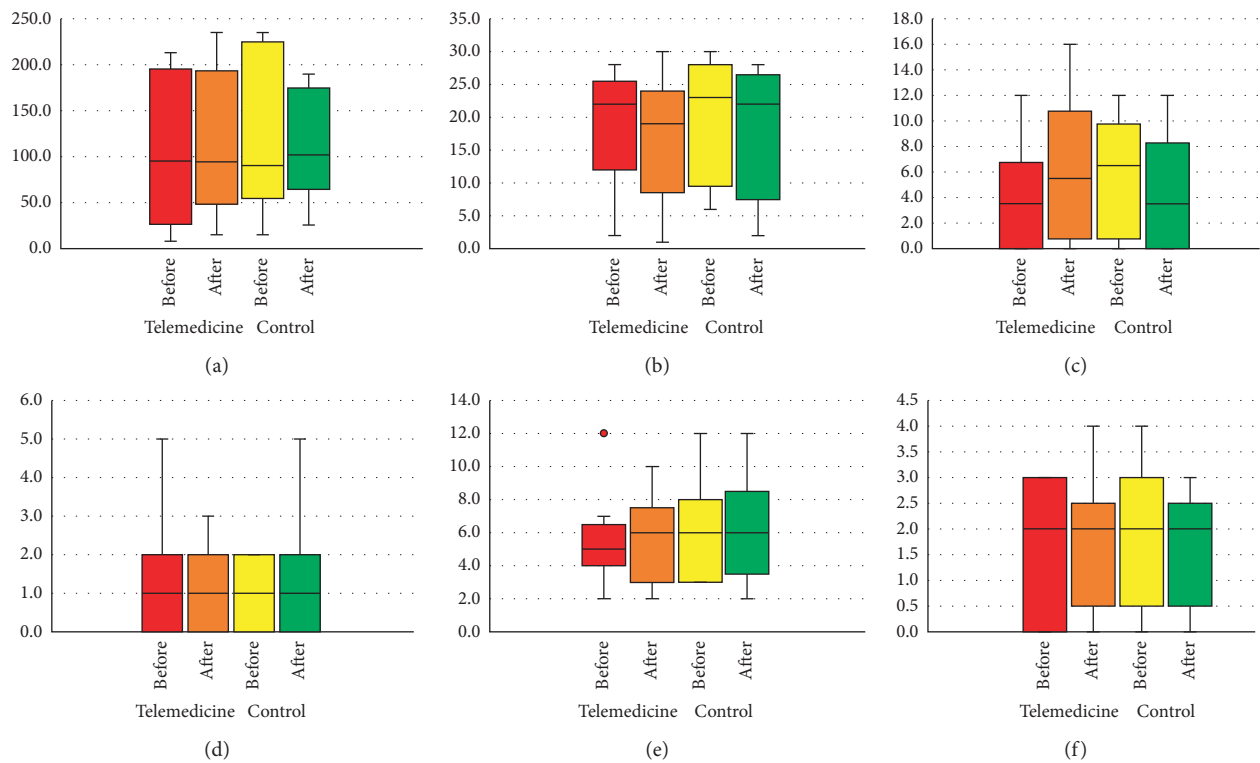 250.0
200.0
150.0
100.0
50.0
0.0
Before
After
Before
After
Telemedicine Control
(a)
35.0
30.0
25.0
20.0
15.0
10.0
5.0
0.0
Before
After
Before
After
Telemedicine Control
(b)
18.0
16.0
14.0
12.0
10.0
8.0
6.0
4.0
2.0
0.0
Before
After
Before
After
Telemedicine Control
(c)
6.0
5.0
4.0
3.0
2.0
1.0
0.0
Before
After
Before
After
Telemedicine Control
(d)
14.0
12.0
10.0
8.0
6.0
4.0
2.0
0.0
Before
After
Before
After
Telemedicine Control
(e)
4.5
4.0
3.5
3.0
2.5
2.0
1.5
1.0
0.5
0.0
Before
After
Before
After
Telemedicine Control
(f)